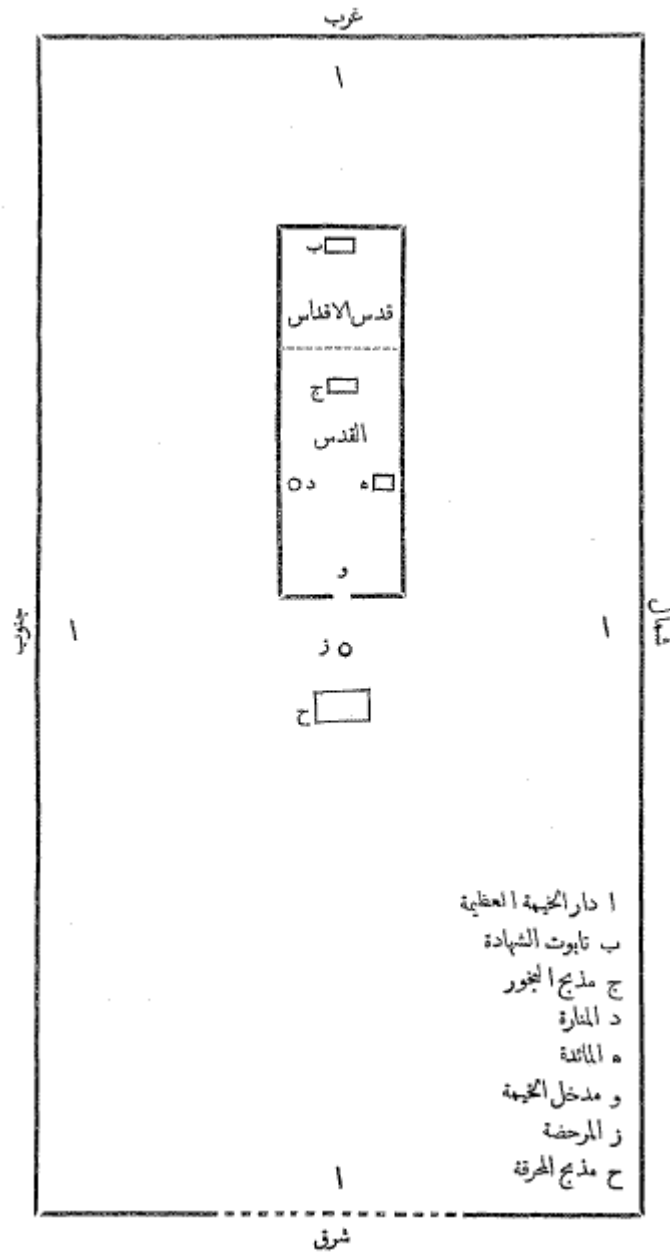 غرب
ا
ب
قدس الاقداس
ج
القدس
ه د
و
شمال
ا ا
جنوب
ز
ح
ا دار الخيمة العظيمة
ب تابوت الشهادة
ج مذبح البخور
د المنارة
ه المائدة
و مدخل الخيمة
ز المرحضة
ح مذبح المحرقة
ا
شرق